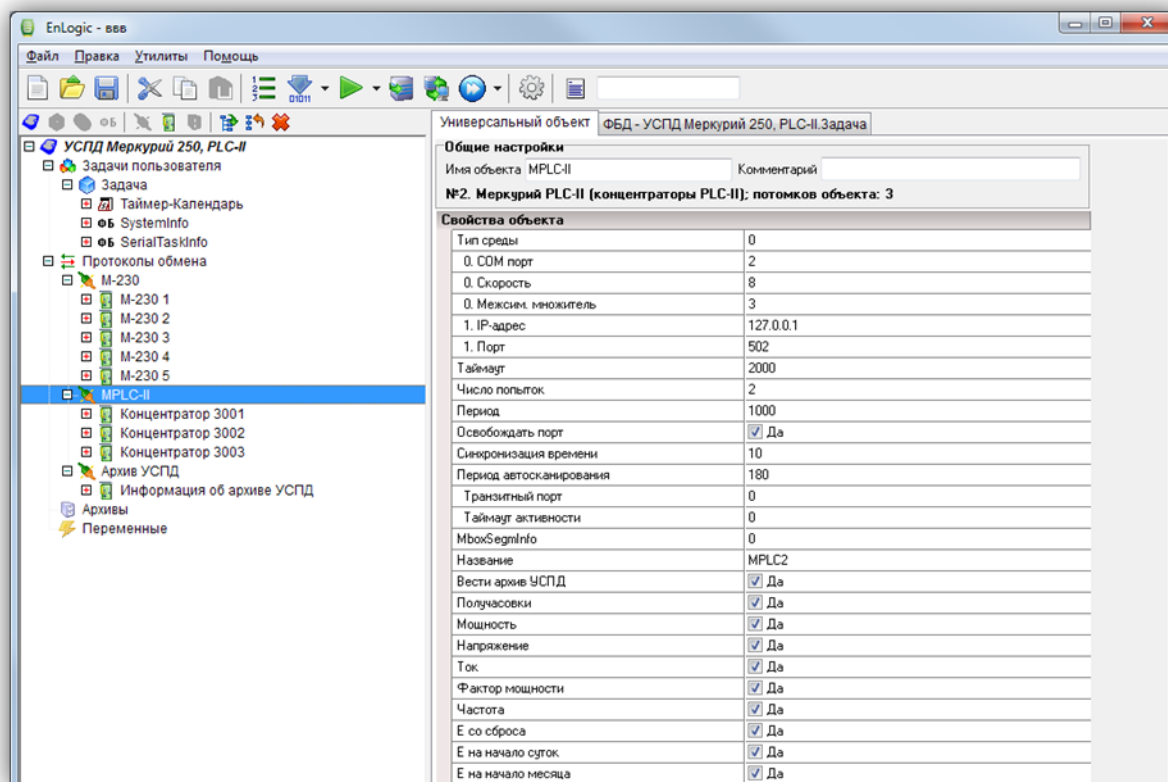 EnLogic - ввв
Файл Правка Утилиты Помощь
УСПД Меркурий 250, PLC-II
Задачи пользователя
Задача
Таймер-Календарь
ФБ SystemInfo
ФБ SerialTaskInfo
Протоколы обмена
М-230
М-230 1
М-230 2
М-230 3
М-230 4
М-230 5
MPLC-II
Концентратор 3001
Концентратор 3002
Концентратор 3003
Архив УСПД
Информация об архиве УСПД
Архивы
Переменные
Универсальный объект ФБД - УСПД Меркурий 250, PLC-II.Задача
Общие настройки
Имя объекта MPLC-II Комментарий
№2. Меркурий PLC-II (концентраторы PLC-II); потомков объекта: 3
Свойства объекта
Тип среды 0
0. COM порт 2
0. Скорость 8
0. Межсим. множитель 3
1. IP-адрес 127.0.0.1
1. Порт 502
Таймаут 2000
Число попыток 2
Период 1000
Освобождать порт Да
Синхронизация времени 10
Период автосканирования 180
Транзитный порт 0
Таймаут активности 0
MboxSegmInfo 0
Название MPLC2
Вести архив УСПД Да
Получасовки Да
Мощность Да
Напряжение Да
Ток Да
Фактор мощности Да
Частота Да
Е со сброса Да
Е на начало суток Да
Е на начало месяца Да